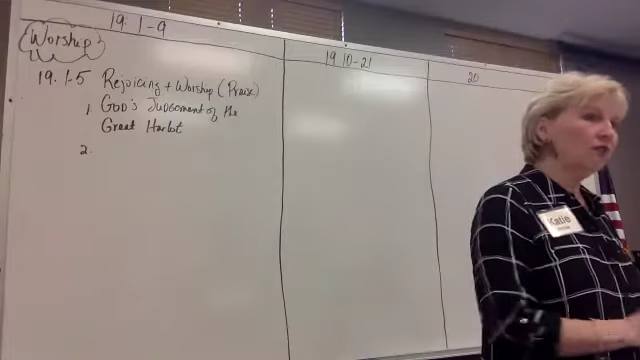 19: 1-9
Worship
19: 1-5 Rejoicing + Worship (Praise)
1. God's Judgement of the
Great Harlot
2.
19 10-21
20
Katie